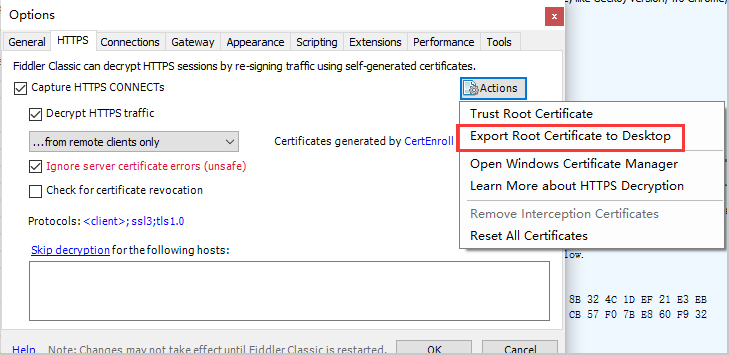 Options
x
like Gecko) Version/ 4.0 Chrome/
General HTTPS Connections Gateway Appearance Scripting Extensions Performance Tools
Fiddler Classic can decrypt HTTPS sessions by re-signing traffic using self-generated certificates.
Capture HTTPS CONNECTs
Actions
Decrypt HTTPS traffic
Trust Root Certificate
...from remote clients only
Certificates generated by CertEnroll
Export Root Certificate to Desktop
Ignore server certificate errors (unsafe)
Open Windows Certificate Manager
Check for certificate revocation
Learn More about HTTPS Decryption
Protocols: <client>;ssl3;tls1.0
Remove Interception Certificates
Reset All Certificates
Skip decryption for the following hosts:
low.
8B 32 4C 1D EF 21 E3 EB
CB 57 F0 7B E8 60 F9 32
Help Note: Changes may not take effect until Fiddler Classic is restarted. OK Cancel